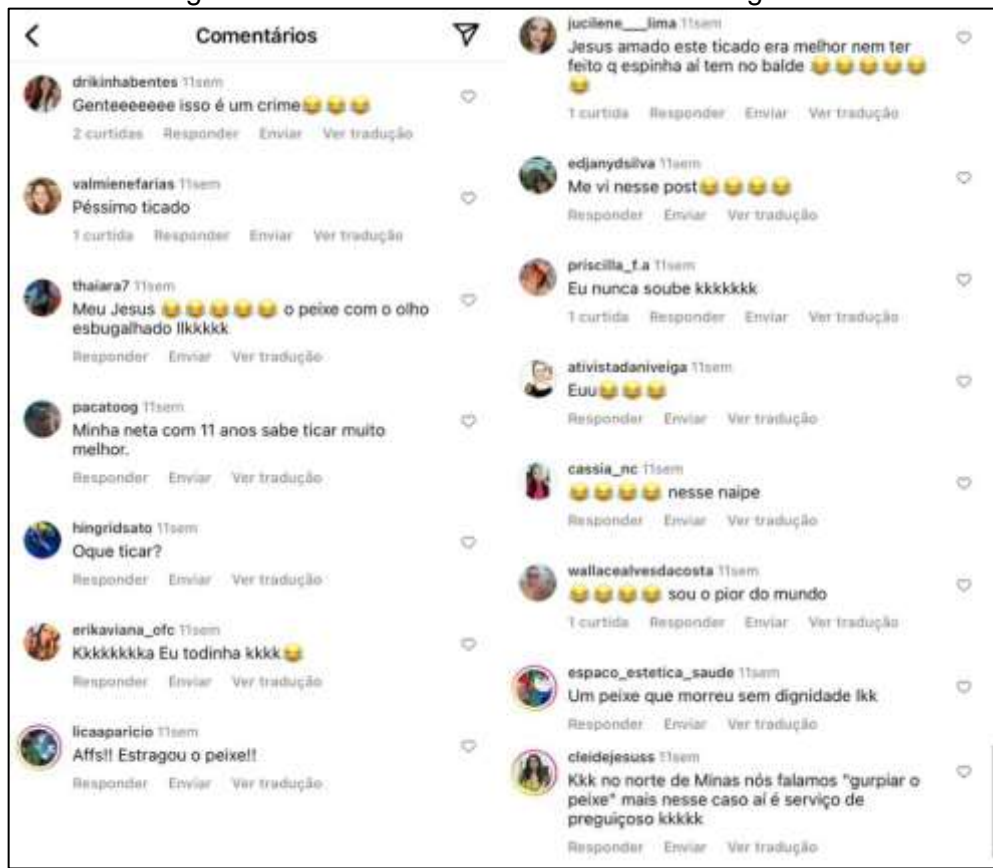 Comentários
drikinhabentes 11sem
Genteeeeeee isso é um crime😂😂😂
2 curtidas Responder Enviar Ver tradução
valmienefarias 11sem
Péssimo ticado
1 curtida Responder Enviar Ver tradução
thaiara7 11sem
Meu Jesus 😂😂😂😂😂 o peixe com o olho
esbugalhado llkkkkk
Responder Enviar Ver tradução
pacatoog 11sem
Minha neta com 11 anos sabe ticar muito
melhor.
Responder Enviar Ver tradução
hingridsato 11sem
Oque ticar?
Responder Enviar Ver tradução
erikaviana_ofc 11sem
Kkkkkkkka Eu todinha kkkk😂
Responder Enviar Ver tradução
licaaparicio 11sem
Affs!! Estragou o peixe!!
Responder Enviar Ver tradução
jucilene___lima 11sem
Jesus amado este ticado era melhor nem ter
feito q espinha aí tem no balde 😂😂😂😂😂
😂
1 curtida Responder Enviar Ver tradução
edjanydsilva 11sem
Me vi nesse post😂😂😂😂
Responder Enviar Ver tradução
priscilla_f.a 11sem
Eu nunca soube kkkkkkk
1 curtida Responder Enviar Ver tradução
ativistadaniveiga 11sem
Euu😂😂😂
Responder Enviar Ver tradução
cassia_nc 11sem
😂😂😂😂 nesse naipe
Responder Enviar Ver tradução
wallacealvesdacosta 11sem
😂😂😂😂 sou o pior do mundo
1 curtida Responder Enviar Ver tradução
espaco_estetica_saude 11sem
Um peixe que morreu sem dignidade lkk
Responder Enviar Ver tradução
cleidejesuss 11sem
Kkk no norte de Minas nós falamos "gurpiar o
peixe" mais nesse caso aí é serviço de
preguiçoso kkkkk
Responder Enviar Ver tradução